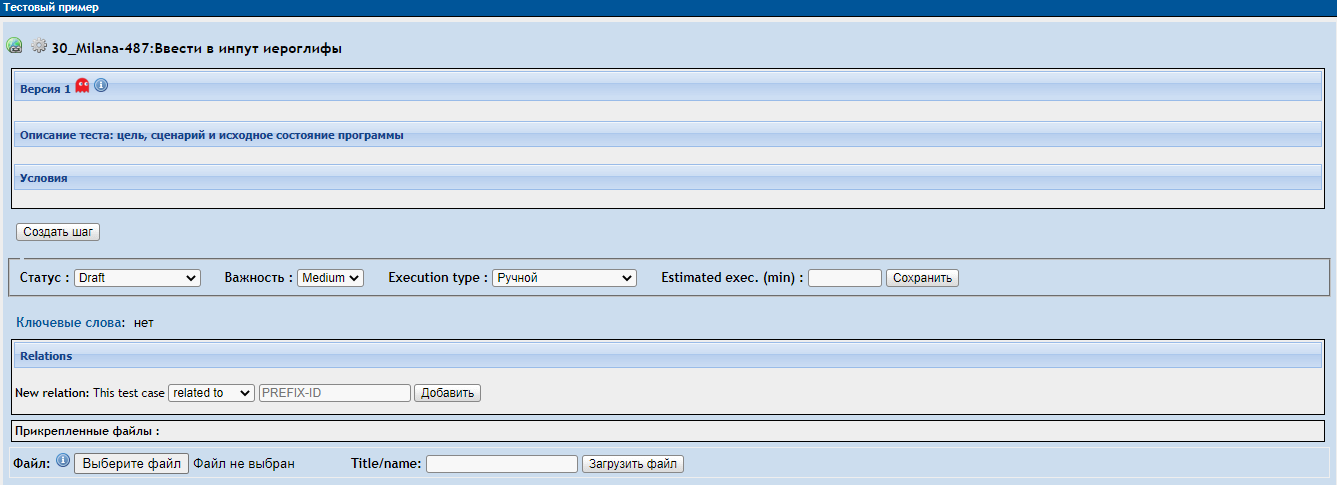 Тестовый пример
30_Milana-487:Ввести в инпут иероглифы
Версия 1
Описание теста: цель, сценарий и исходное состояние программы
Условия
Создать шаг
Статус : Draft Важность : Medium Execution type : Ручной Estimated exec. (min) : Сохранить
Ключевые слова: нет
Relations
New relation: This test case related to PREFIX-ID Добавить
Прикрепленные файлы :
Файл: Выберите файл Файл не выбран Title/name: Загрузить файл